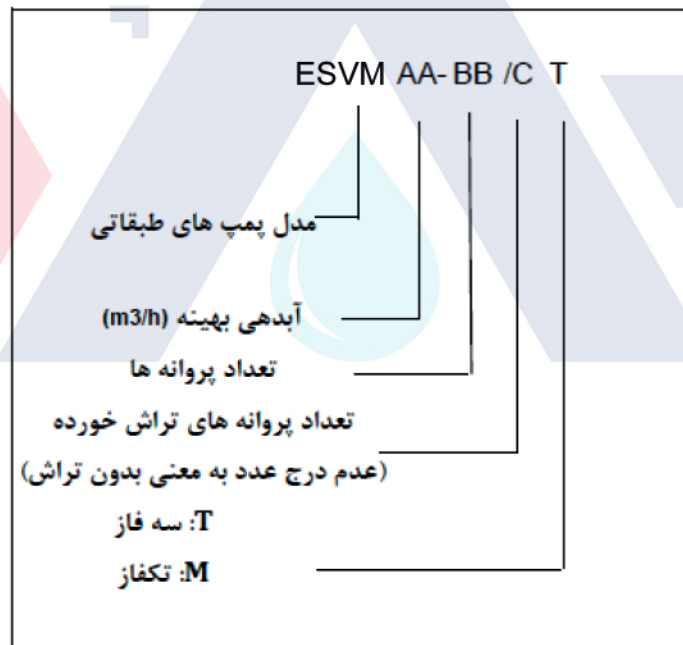 ESVM AA- BB /C T
مدل پمپ های طبقاتی
آبدهی بهینه (m3/h)
تعداد پروانه ها
تعداد پروانه های تراش خورده
(عدم درج عدد به معنی بدون تراش)
T: سه فاز
M: تکفاز